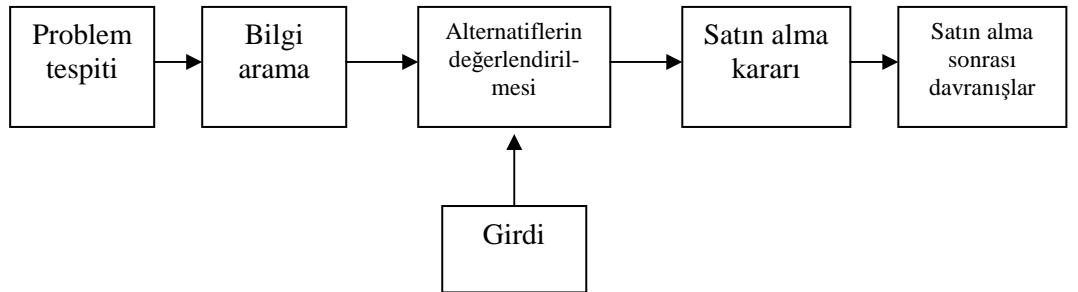 Problem
tespiti
Bilgi
arama
Alternatiflerin
değerlendiril-
mesi
Satın alma
kararı
Satın alma
sonrası
davranışlar
Girdi